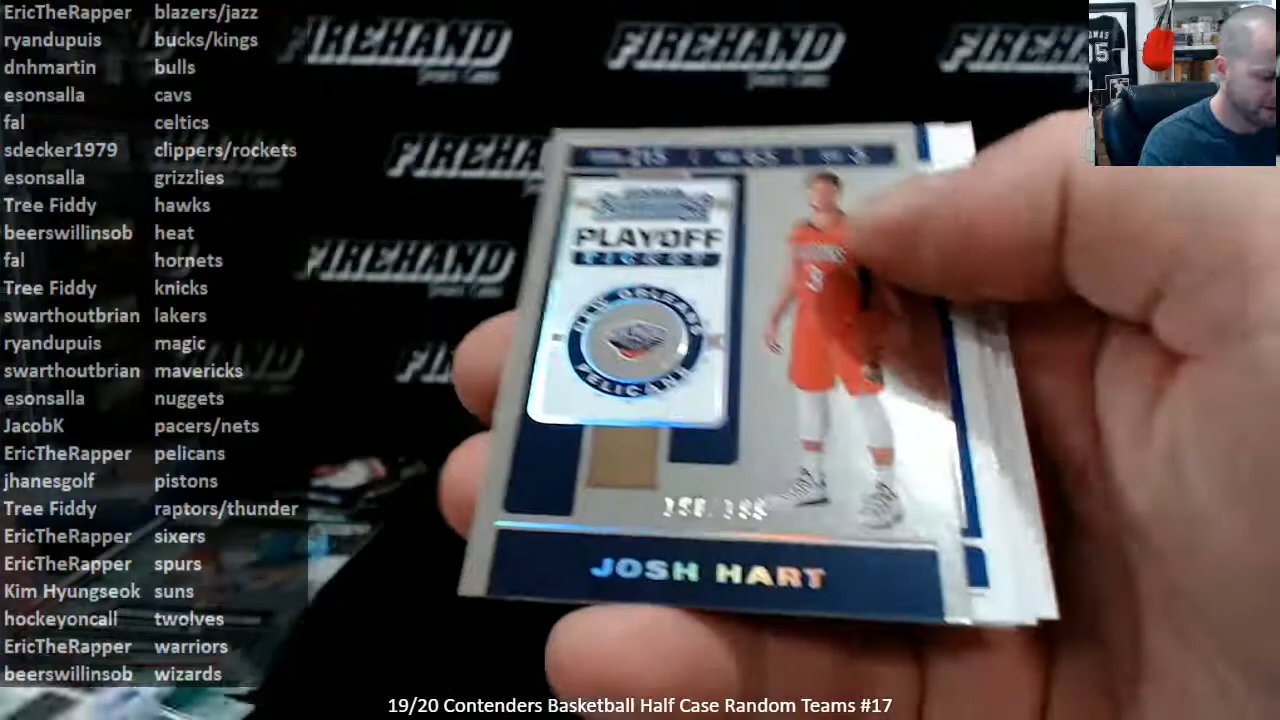 EricTheRapper blazers/jazz
ryandupuis bucks/kings
dnhmartin bulls
esonsalla cavs
fal celtics
sdecker1979 clippers/rockets
esonsalla grizzlies
Tree Fiddy hawks
beerswillinsob heat
fal hornets
Tree Fiddy knicks
swarthoutbrian lakers
ryandupuis magic
swarthoutbrian mavericks
esonsalla nuggets
JacobK pacers/nets
EricTheRapper pelicans
jhanesgolf pistons
Tree Fiddy raptors/thunder
EricTheRapper sixers
EricTheRapper spurs
Kim Hyungseok suns
hockeyoncall twolves
EricTheRapper warriors
beerswillinsob wizards
FIREHAND FIREHAND FIREHAND
FIREHA
FIREHAND
PLAYOFF
TICKET
NEW ORLEANS
PELICANS
3
JOSH HART
19/20 Contenders Basketball Half Case Random Teams #17